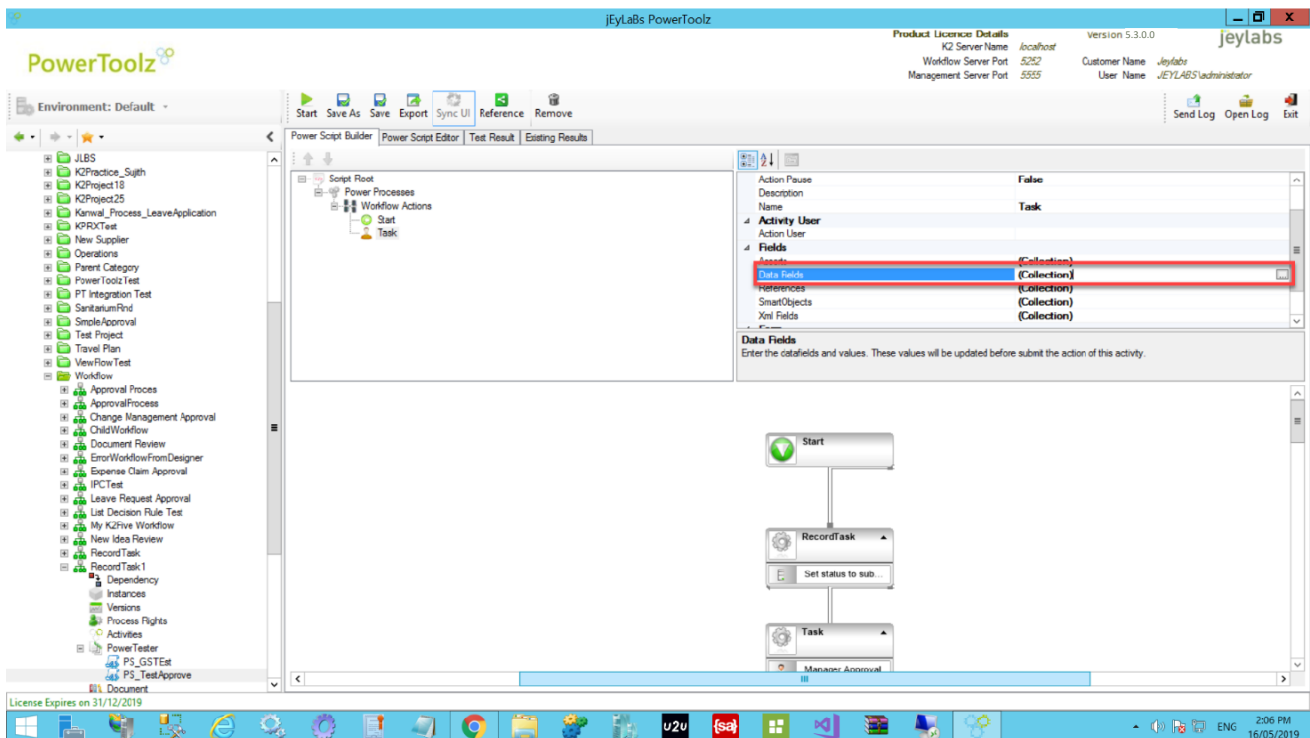 jEyLaBs PowerToolz
PowerToolz
Product Licence Details
K2 Server Name localhost
Workflow Server Port 5252
Management Server Port 5555
Version 5.3.0.0
Customer Name Jeylabs
User Name JEYLABS\administrator
jeylabs
Environment: Default
Start Save As Save Export Sync UI Reference Remove
Send Log Open Log Exit
Power Script Builder Power Script Editor Test Result Existing Results
JLBS
K2Practice_Sujith
K2Project18
K2Project25
Kanwal_Process_LeaveApplication
KPRXTest
New Supplier
Operations
Parent Category
PowerToolzTest
PT Integration Test
SanitariumRnd
SmpleApproval
Test Project
Travel Plan
ViewFlowTest
Workflow
Approval Proces
ApprovalFrocess
Change Management Approval
ChildWorkflow
Document Review
ErrorWorkflowFromDesigner
Expense Claim Approval
IPCTest
Leave Request Approval
List Decision Rule Test
My K2Five Workflow
New Idea Review
RecordTask
RecordTask1
Dependency
Instances
Versions
Process Rights
Activities
PowerTester
PS_GSTEst
PS_TestApprove
Document
Script Root
Power Processes
Workflow Actions
Start
Task
Action Pause False
Description
Name Task
Activity User
Action User
Fields
Asserts (Collection)
Data Fields (Collection)
References (Collection)
SmartObjects (Collection)
Xml Fields (Collection)
Form
Data Fields
Enter the datafields and values. These values will be updated before submit the action of this activity.
Start
RecordTask
Set status to sub...
Task
Manager Approval
License Expires on 31/12/2019
u2u
{sa}
ENG
2:06 PM
16/05/2019